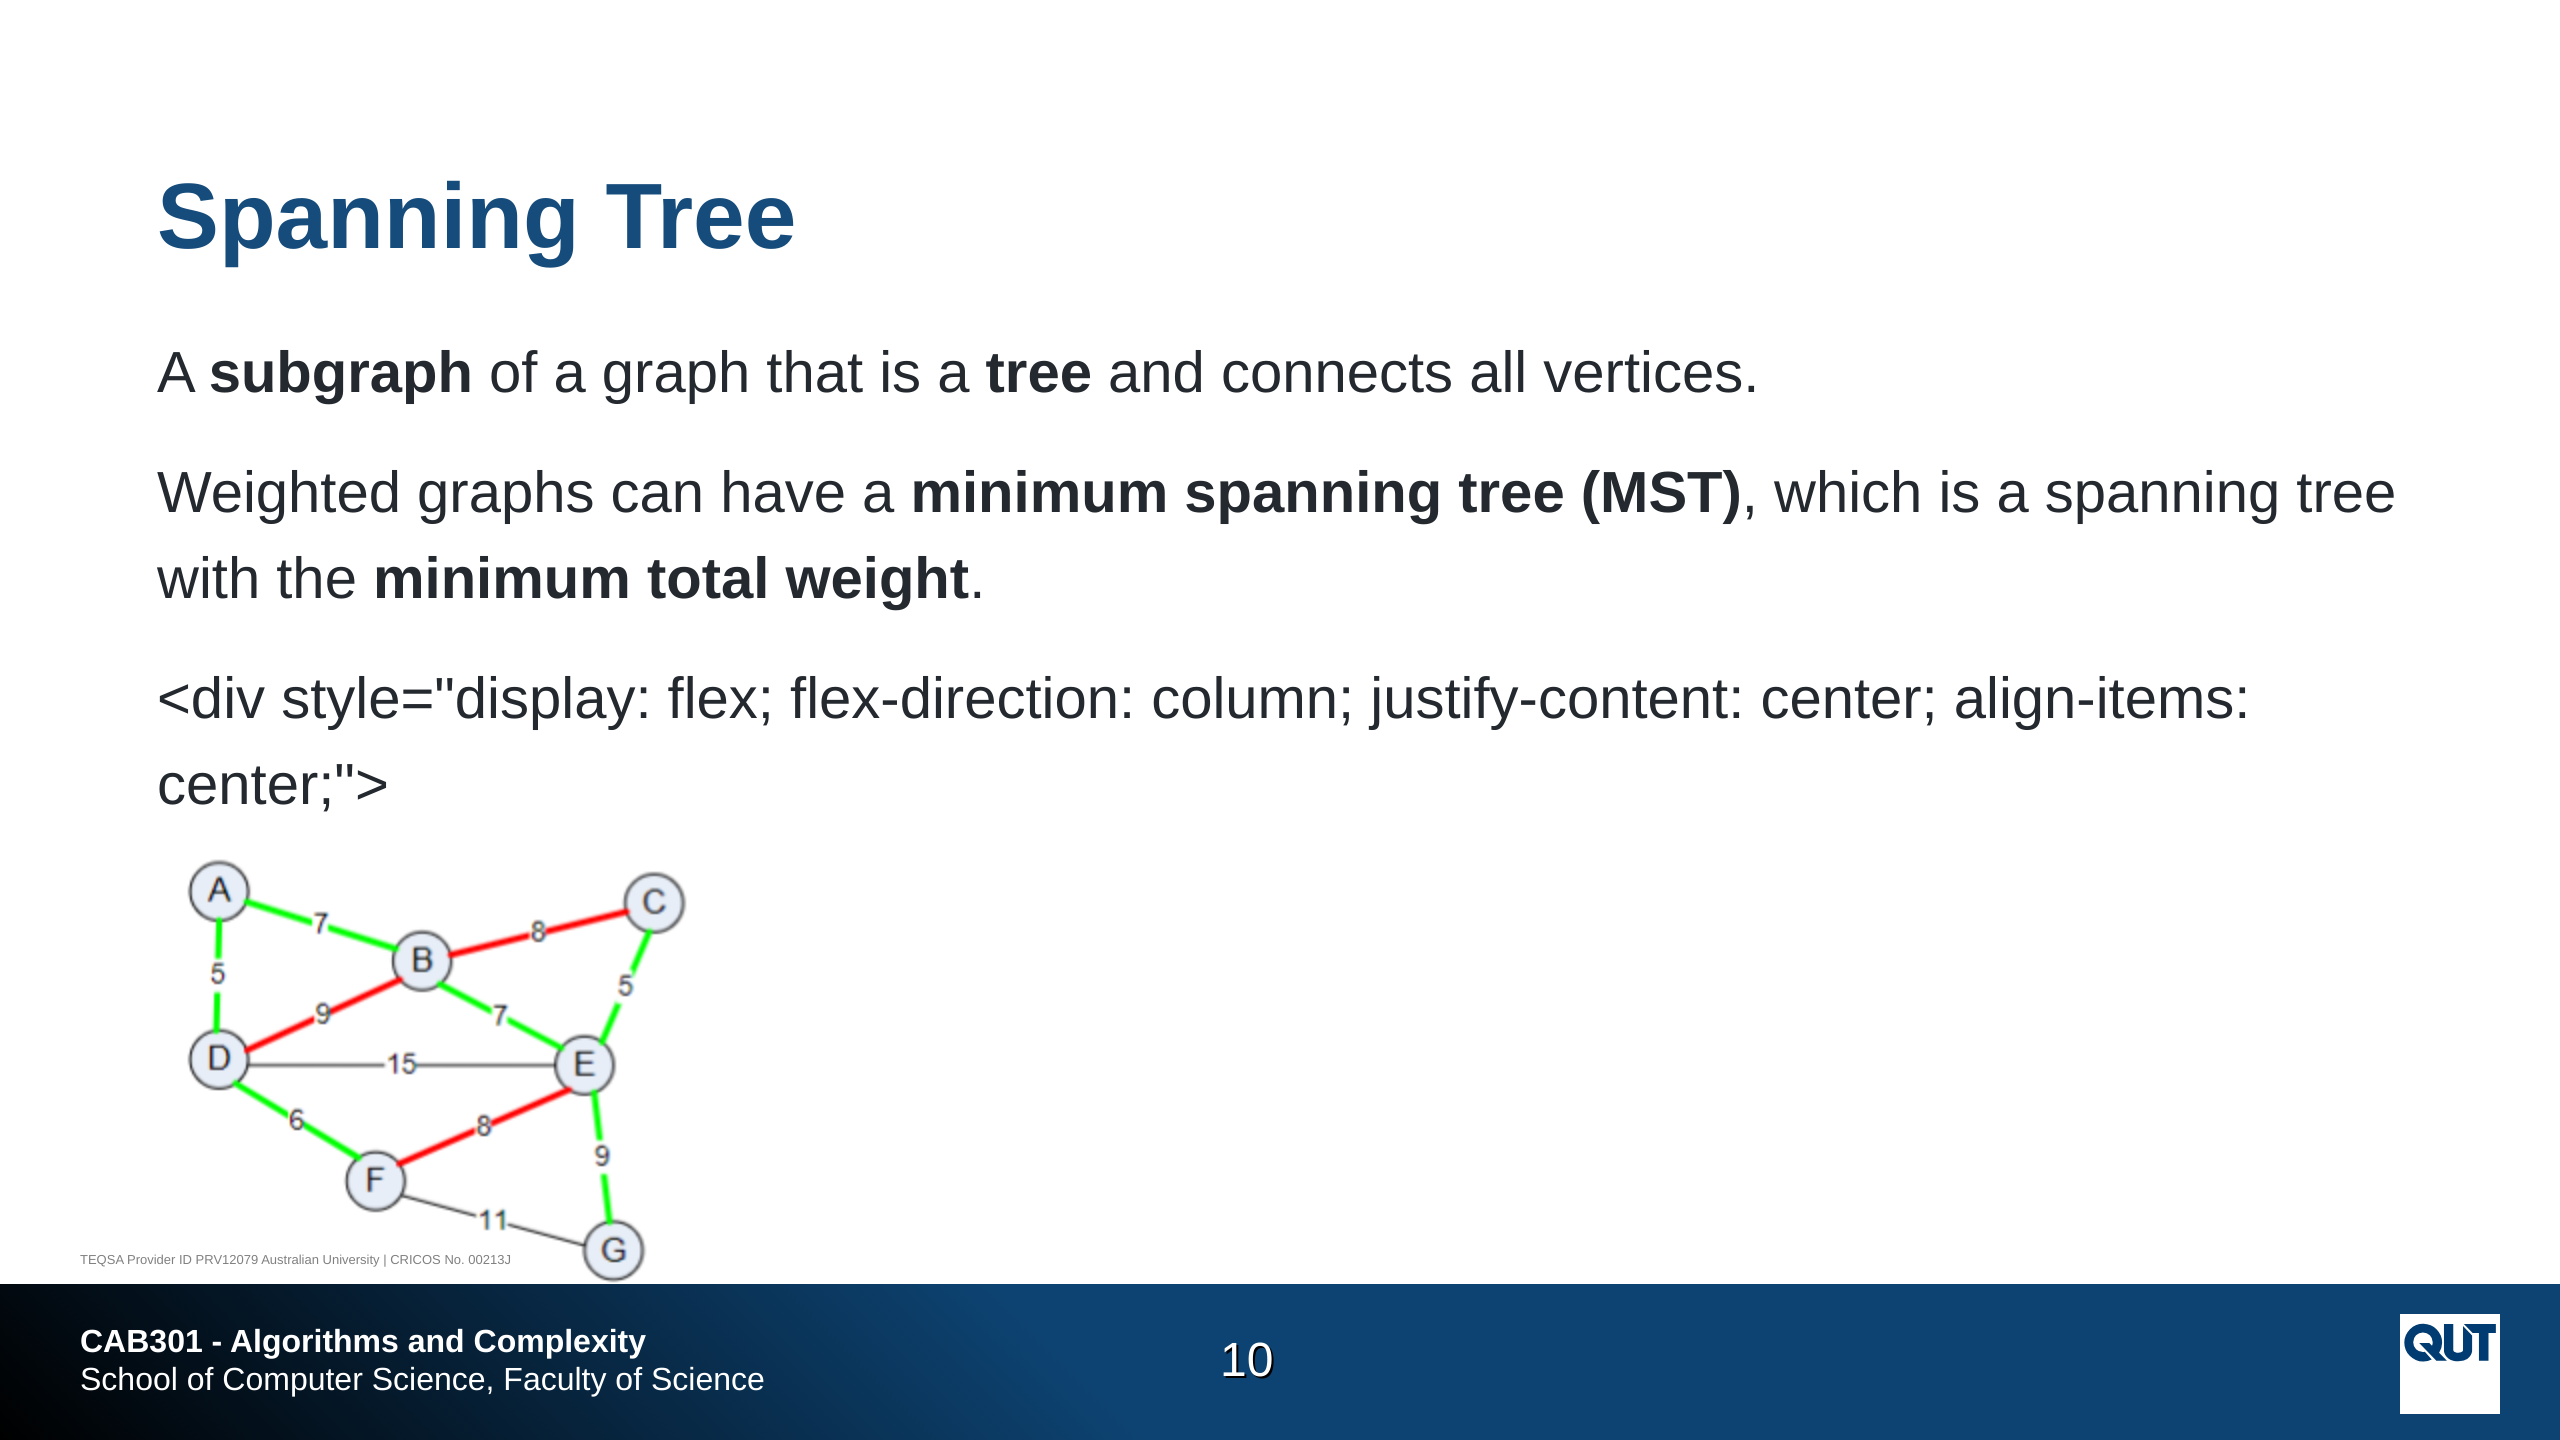 Spanning Tree
A subgraph of a graph that is a tree and connects all vertices.
Weighted graphs can have a minimum spanning tree (MST), which is a spanning tree
with the minimum total weight.
<div style="display: flex; flex-direction: column; justify-content: center; align-items:
center;">
A
C
7
8
B
5
5
9
7
D
15
E
6
8
9
F
11
G
TEQSA Provider ID PRV12079 Australian University | CRICOS No. 00213J
CAB301 - Algorithms and Complexity
School of Computer Science, Faculty of Science
10
QUT